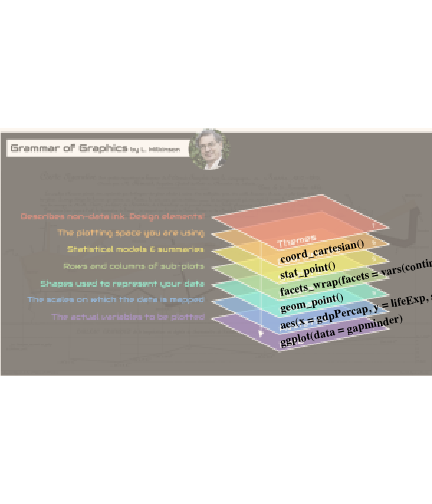 Grammar of Graphics by L. Wilkinson
Describes non-data ink. Design elements!
Themes
The plotting space you are using
coord_cartesian()
Statistical models & summaries
stat_point()
Rows and columns of sub-plots
facets_wrap(facets = vars(contin
Shapes used to represent your data
geom_point()
The scales on which the data is mapped
aes(x = gdpPercap, y = lifeExp,
The actual variables to be plotted
ggplot(data = gapminder)